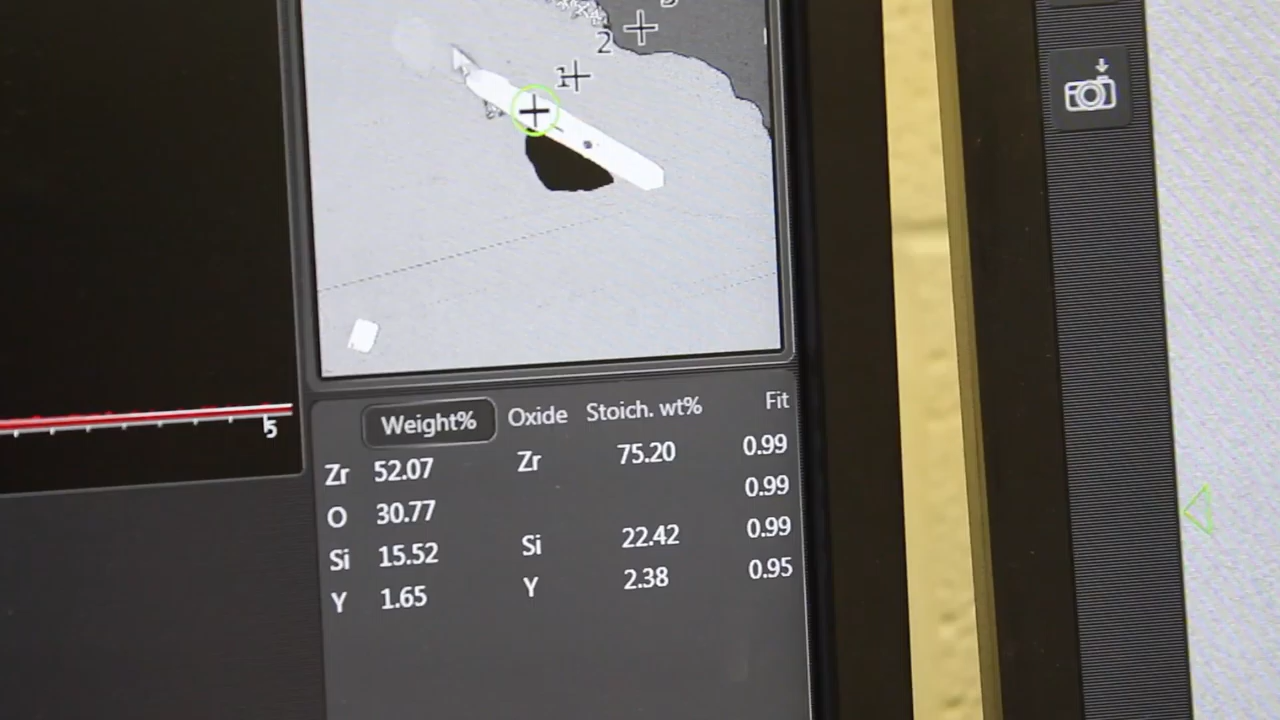 2
1
5
Weight% Oxide Stoich. wt% Fit
Zr 52.07 Zr 75.20 0.99
O 30.77 0.99
Si 15.52 Si 22.42 0.99
Y 1.65 Y 2.38 0.95